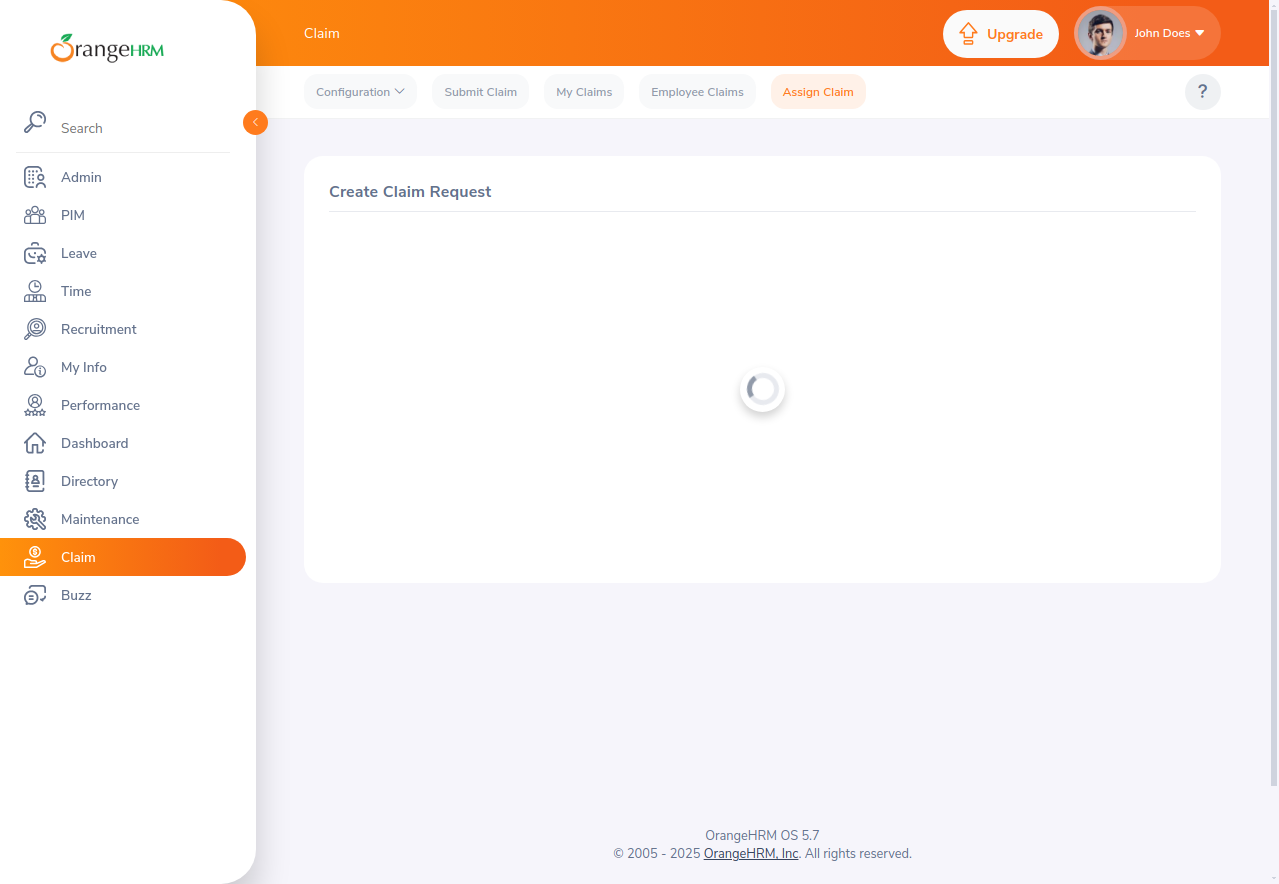 OrangeHRM
Claim
Upgrade
John Does
Configuration
Submit Claim
My Claims
Employee Claims
Assign Claim
?
Search
Admin
PIM
Leave
Time
Recruitment
My Info
Performance
Dashboard
Directory
Maintenance
Claim
Buzz
Create Claim Request
OrangeHRM OS 5.7
© 2005 - 2025 OrangeHRM, Inc. All rights reserved.